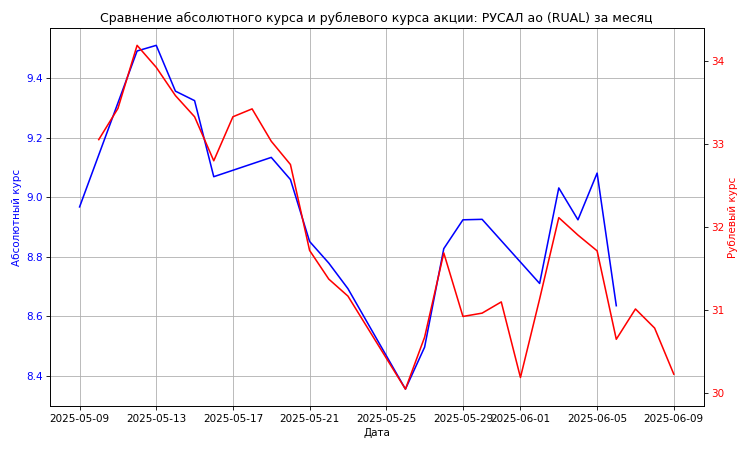 Сравнение абсолютного курса и рублевого курса акции: РУСАЛ ао (RUAL) за месяц
Абсолютный курс
9.4
9.2
9.0
8.8
8.6
8.4
34
33
32
31
30
Рублевый курс
2025-05-09 2025-05-13 2025-05-17 2025-05-21 2025-05-25 2025-05-29 2025-06-01 2025-06-05 2025-06-09
Дата